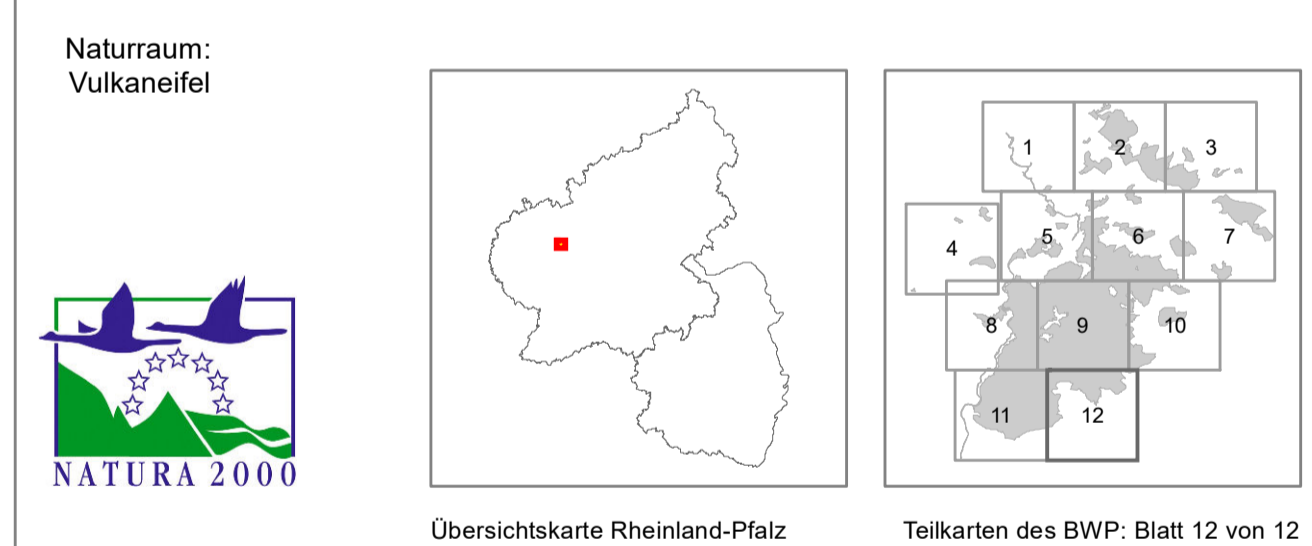 Naturraum:
Vulkaneifel
NATURA 2000
Übersichtskarte Rheinland-Pfalz
1
2
3
4
5
6
7
8
9
10
11
12
Teilkarten des BWP: Blatt 12 von 12